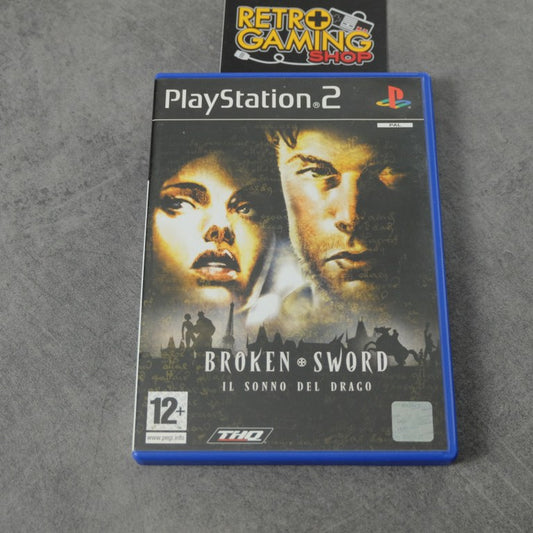 RETRO
GAMING
SHOP
PlayStation®2
PAL
BROKEN SWORD
IL SONNO DEL DRAGO
12+
www.pegi.info
THQ